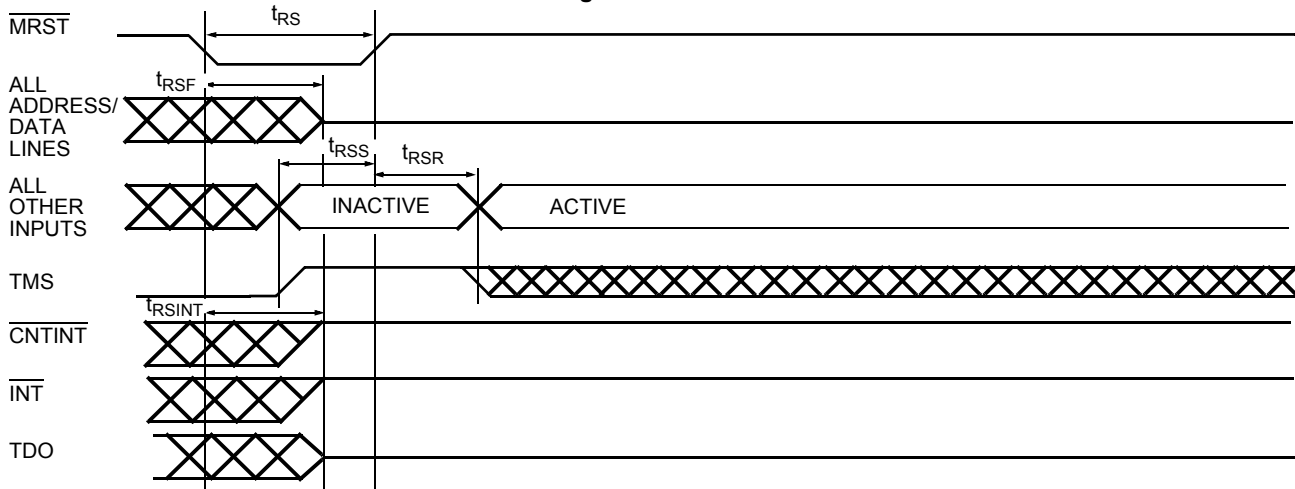 MRST
tRS
ALL
ADDRESS/
DATA
LINES
tRSF
tRSS
tRSR
ALL
OTHER
INPUTS
INACTIVE
ACTIVE
TMS
tRSINT
CNTINT
INT
TDO